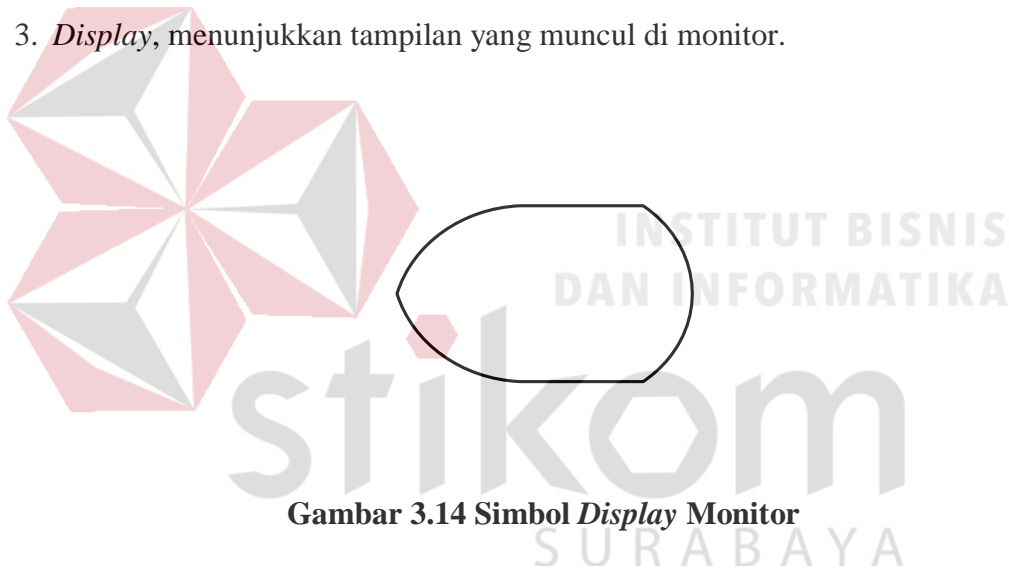 3. Display, menunjukkan tampilan yang muncul di monitor.
INSTITUT BISNIS
DAN INFORMATIKA
stikom
Gambar 3.14 Simbol Display Monitor
SURABAYA